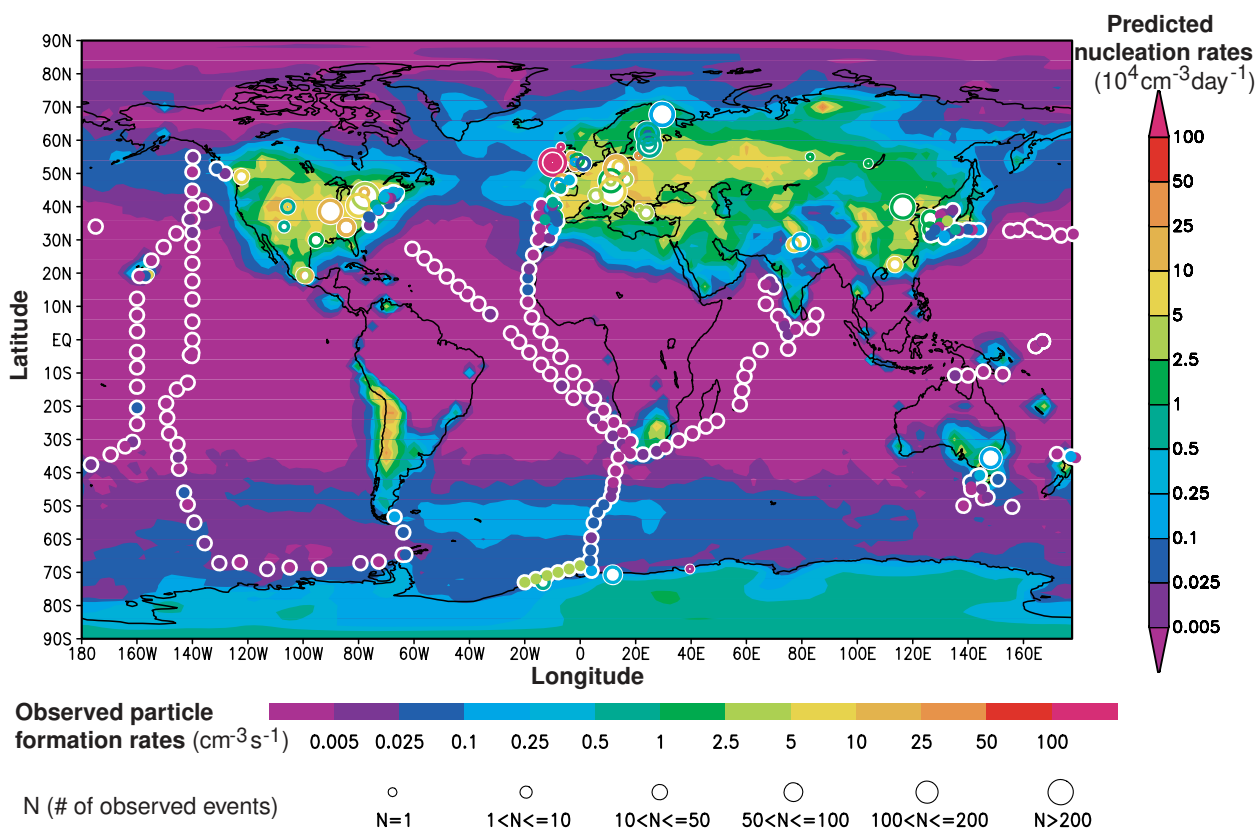 Predicted
nucleation rates
(10⁴cm⁻³day⁻¹)
90N
80N
70N
60N
50N
40N
30N
20N
10N
EQ
10S
20S
30S
40S
50S
60S
70S
80S
90S
Latitude
180 160W 140W 120W 100W 80W 60W 40W 20W 0 20E 40E 60E 80E 100E 120E 140E 160E
Longitude
100
50
25
10
5
2.5
1
0.5
0.25
0.1
0.025
0.005
Observed particle
formation rates (cm⁻³s⁻¹)
0.005 0.025 0.1 0.25 0.5 1 2.5 5 10 25 50 100
N (# of observed events)
N=1 1<N<=10 10<N<=50 50<N<=100 100<N<=200 N>200